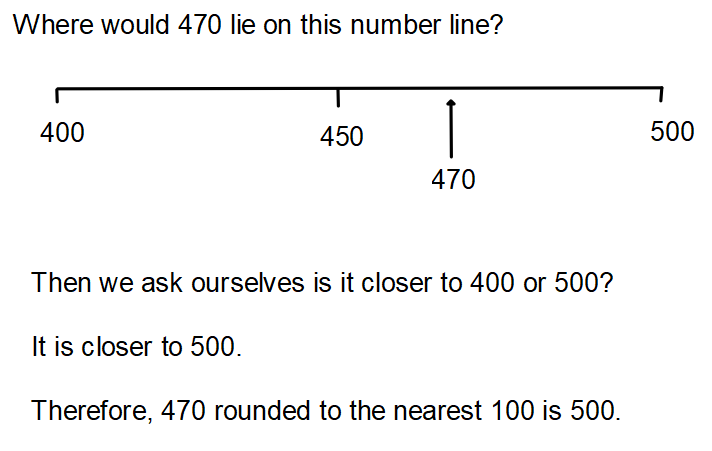 Where would 470 lie on this number line?
400 450 500
470
Then we ask ourselves is it closer to 400 or 500?
It is closer to 500.
Therefore, 470 rounded to the nearest 100 is 500.